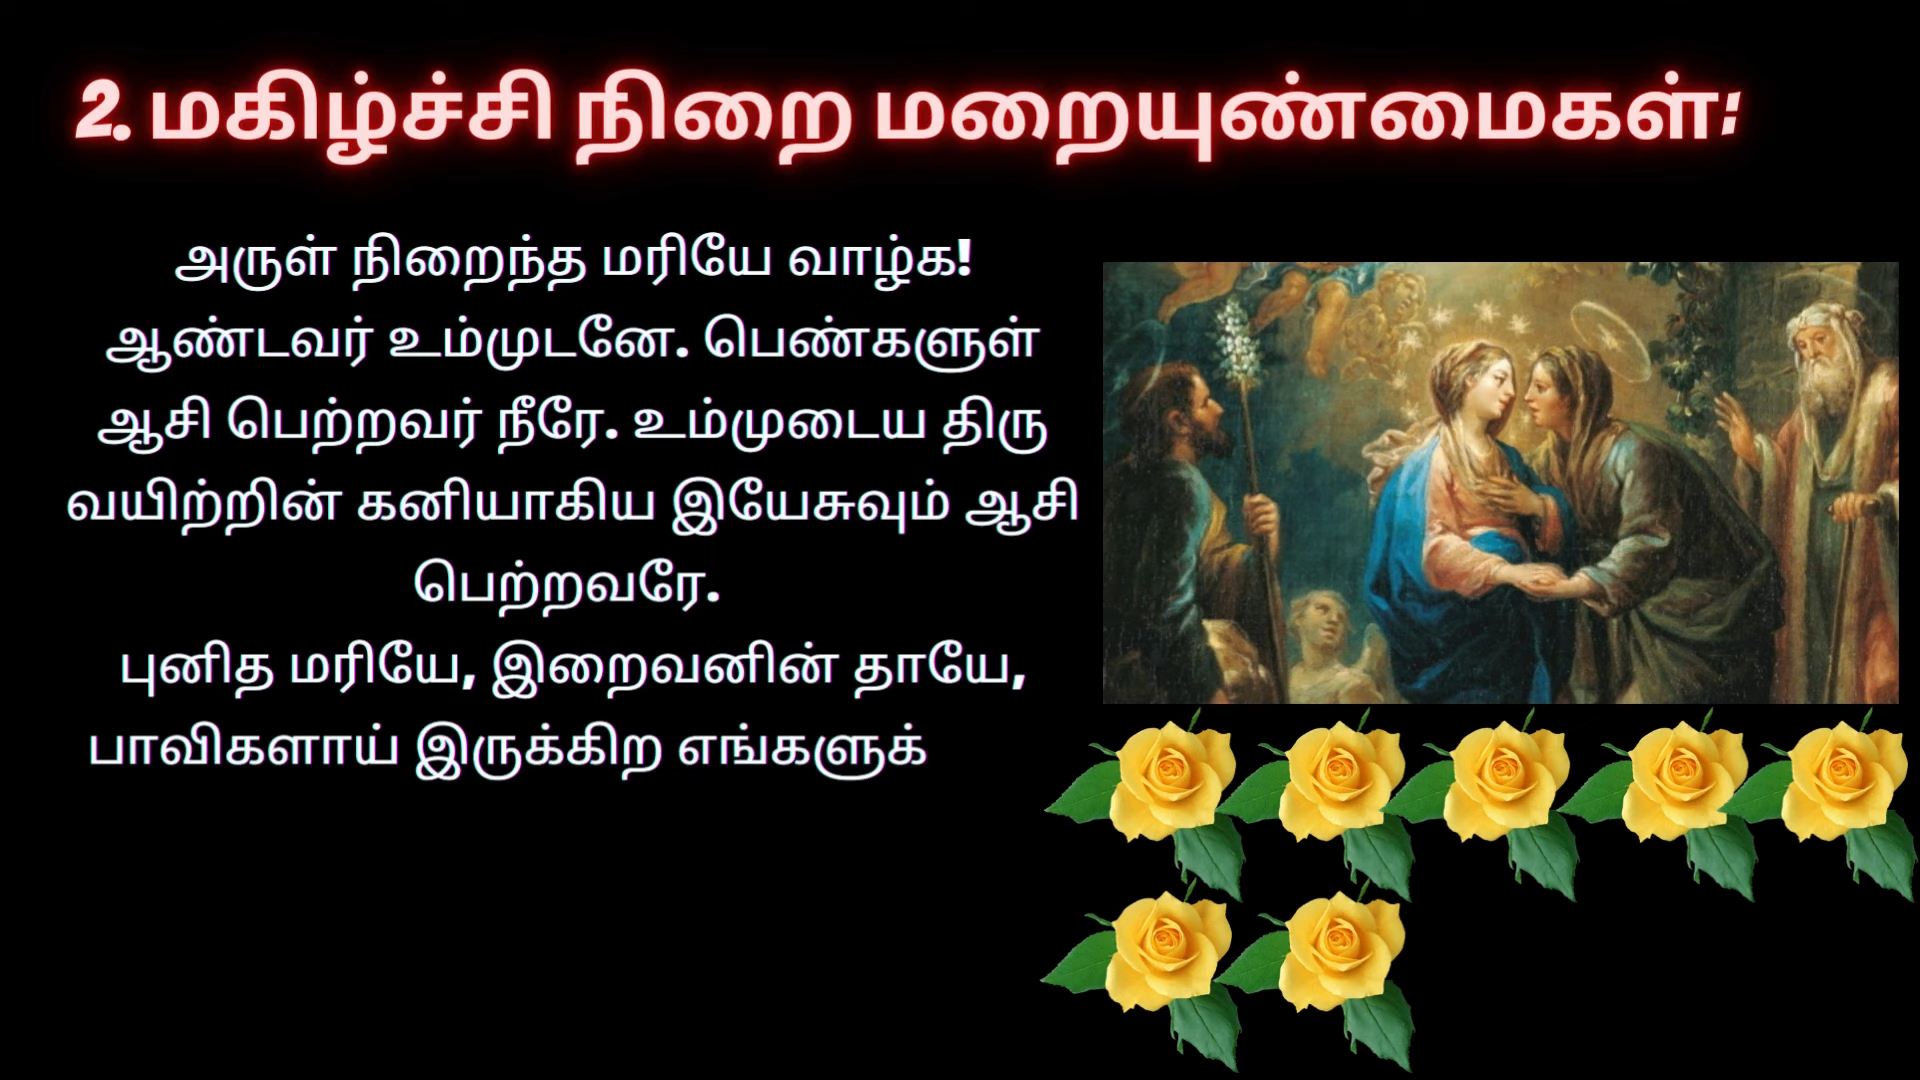 2. மகிழ்ச்சி நிறை மறையுண்மைகள்:
அருள் நிறைந்த மரியே வாழ்க!
ஆண்டவர் உம்முடனே. பெண்களுள்
ஆசி பெற்றவர் நீரே. உம்முடைய திரு
வயிற்றின் கனியாகிய இயேசுவும் ஆசி
பெற்றவரே.
புனித மரியே, இறைவனின் தாயே,
பாவிகளாய் இருக்கிற எங்களுக்